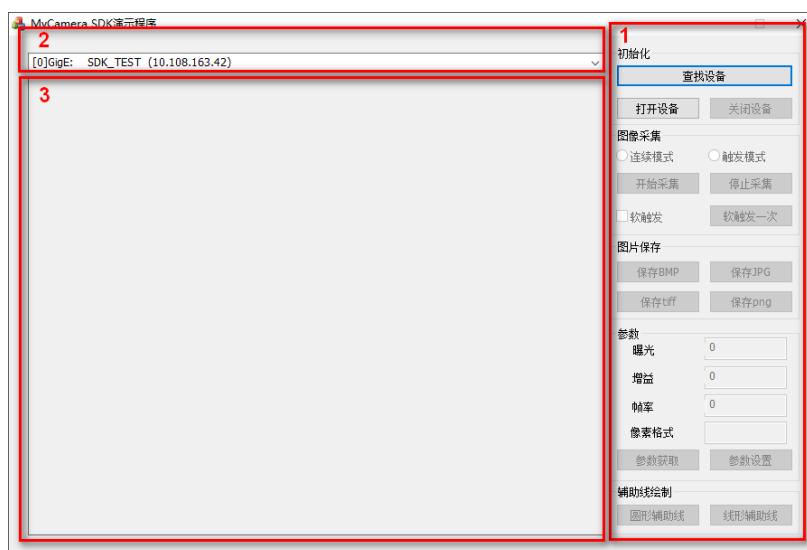 MyCamera SDK演示程序
2
[0]GigE: SDK_TEST (10.108.163.42)
3
1
初始化
查找设备
打开设备 关闭设备
图像采集
连续模式 触发模式
开始采集 停止采集
软触发 软触发一次
图片保存
保存BMP 保存JPG
保存tiff 保存png
参数
曝光 0
增益 0
帧率 0
像素格式
参数获取 参数设置
辅助线绘制
圆形辅助线 线形辅助线